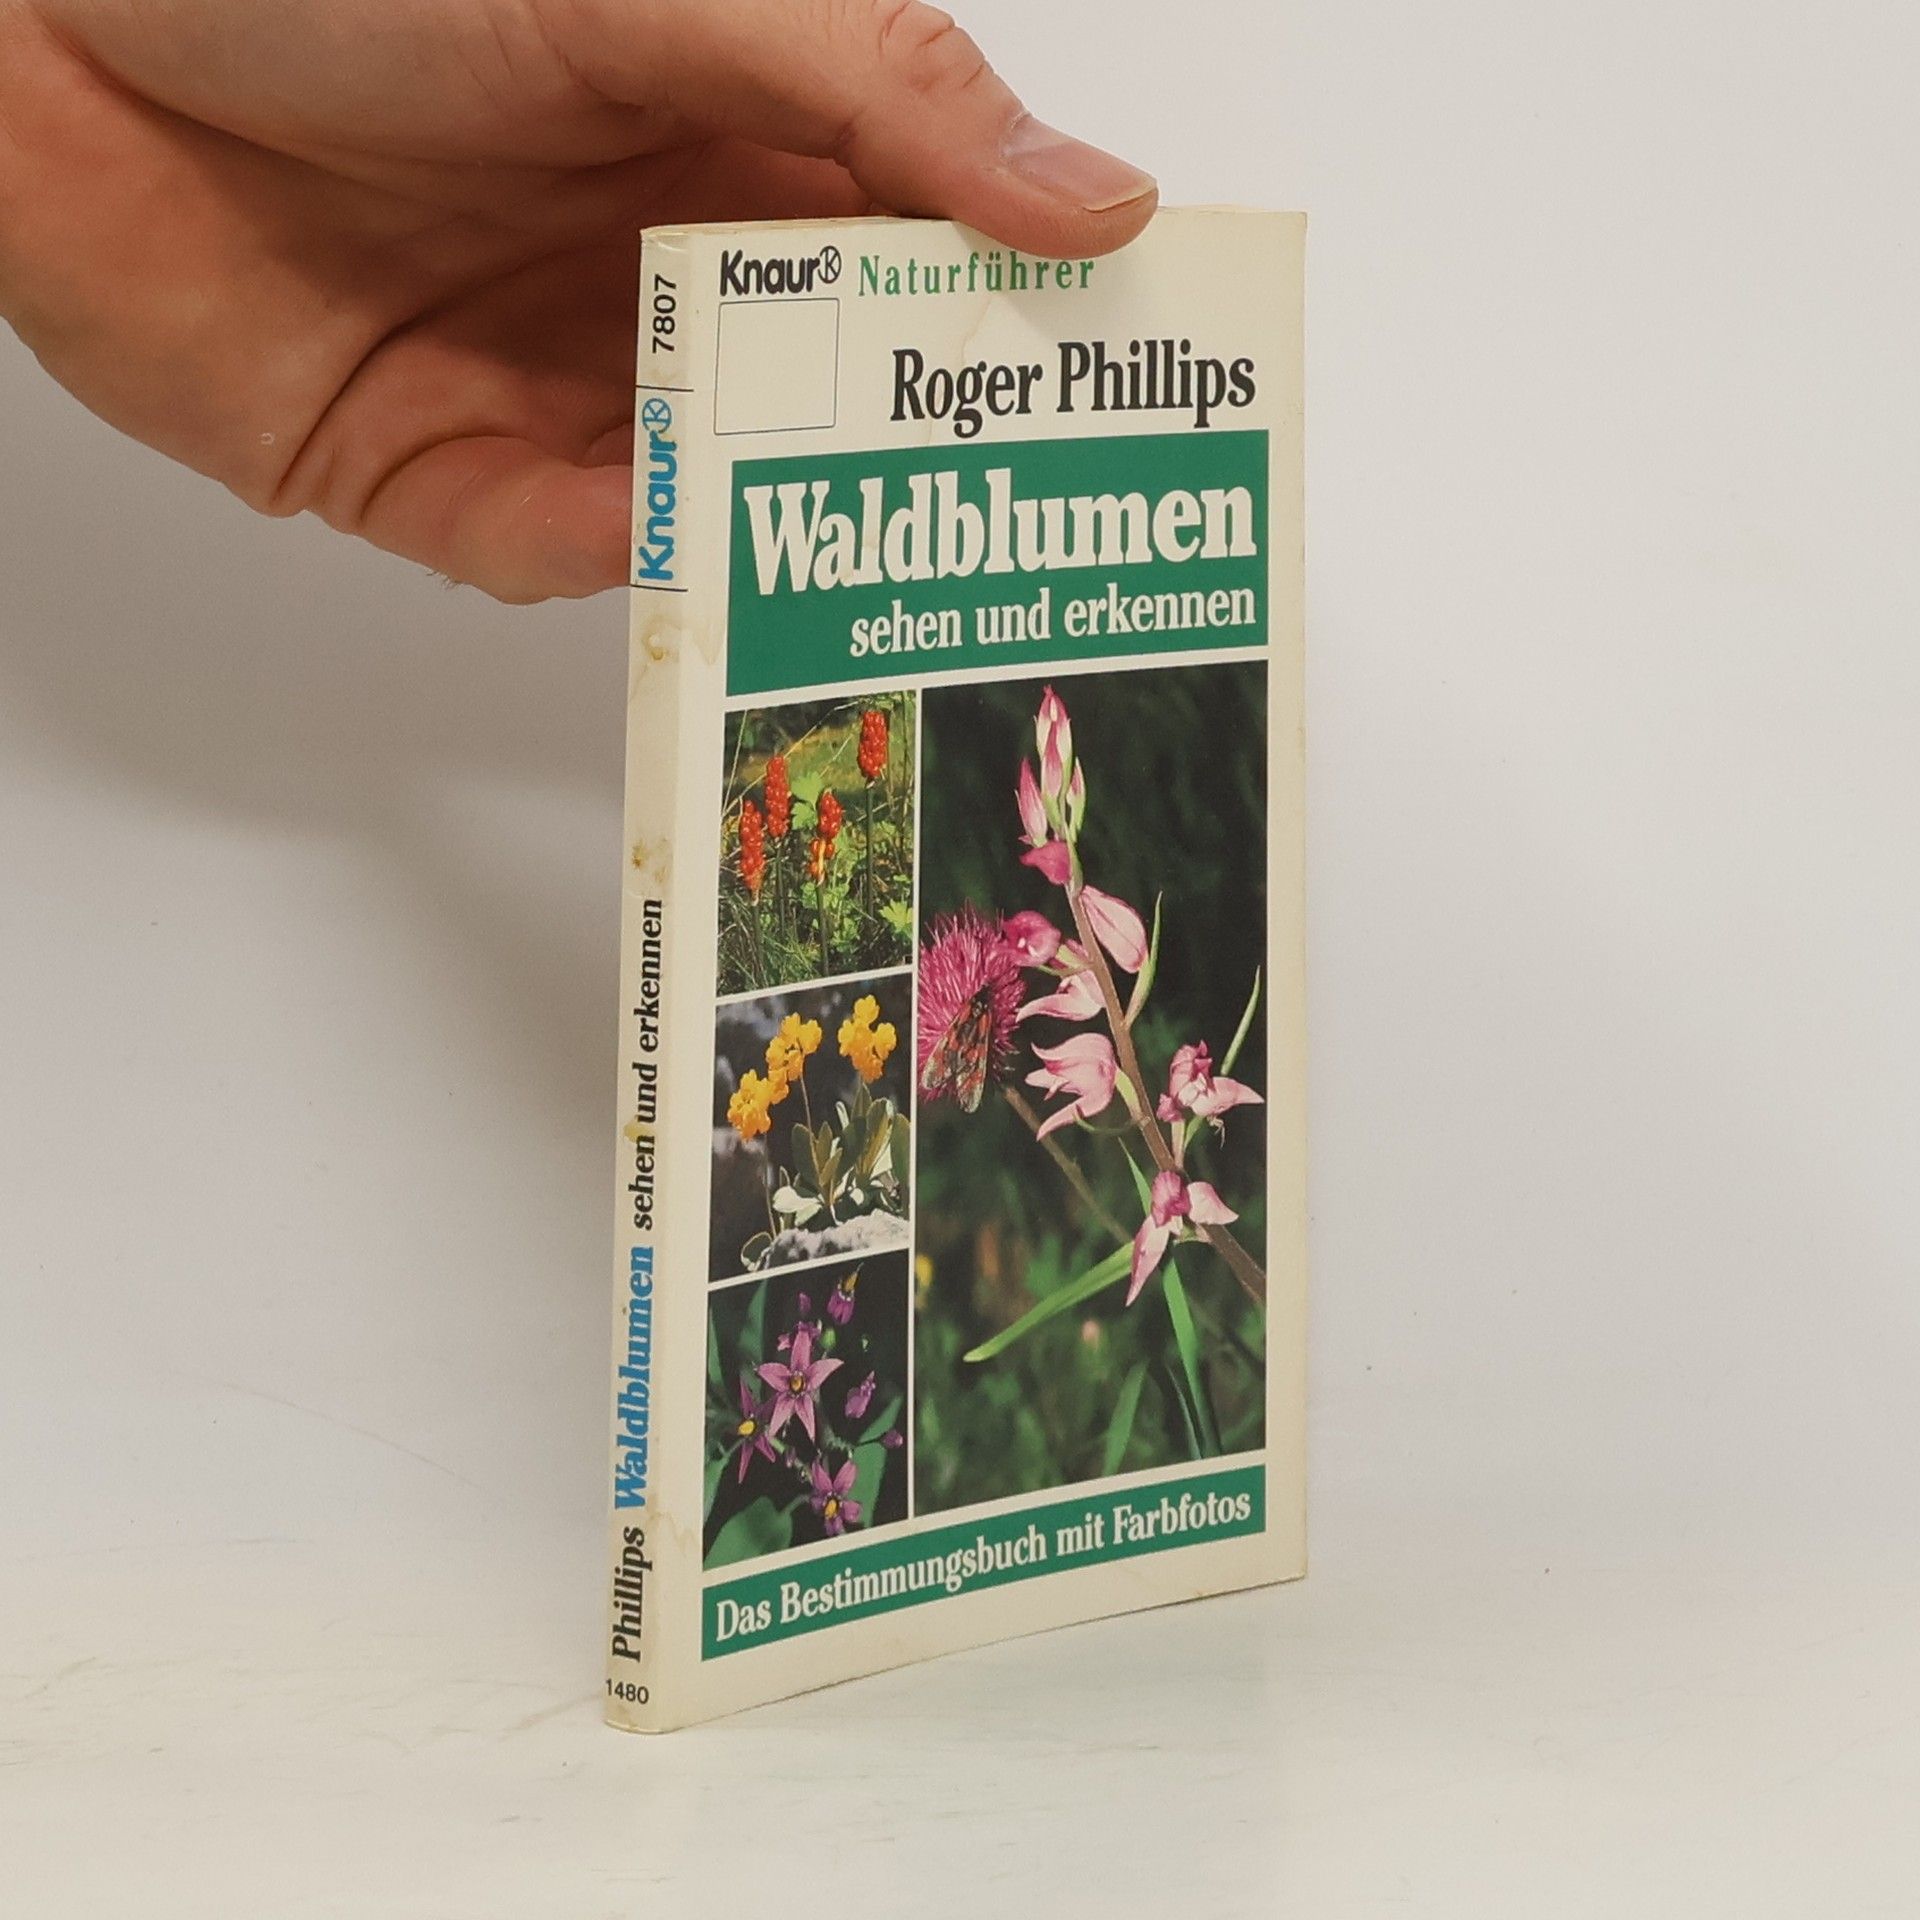 Knaur Naturführer
Roger Phillips
Waldblumen
sehen und erkennen
Das Bestimmungsbuch mit Farbfotos
7807
Knaur
Phillips Waldblumen sehen und erkennen
1480